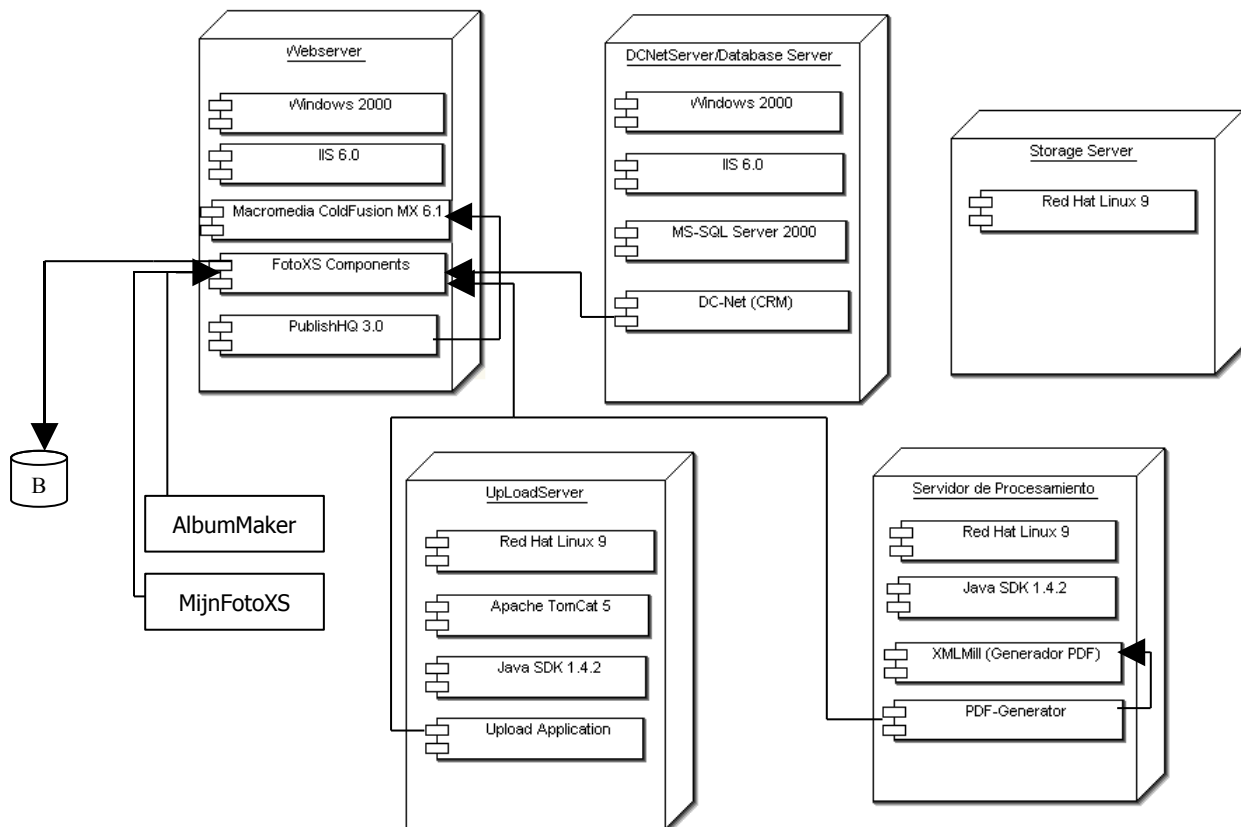 Webserver
Windows 2000
IIS 6.0
Macromedia ColdFusion MX 6.1
FotoXS Components
PublishHQ 3.0
DCNetServer/Database Server
Windows 2000
IIS 6.0
MS-SQL Server 2000
DC-Net (CRM)
Storage Server
Red Hat Linux 9
B
AlbumMaker
MijnFotoXS
UpLoadServer
Red Hat Linux 9
Apache TomCat 5
Java SDK 1.4.2
Upload Application
Servidor de Procesamiento
Red Hat Linux 9
Java SDK 1.4.2
XMLMill (Generador PDF)
PDF-Generator